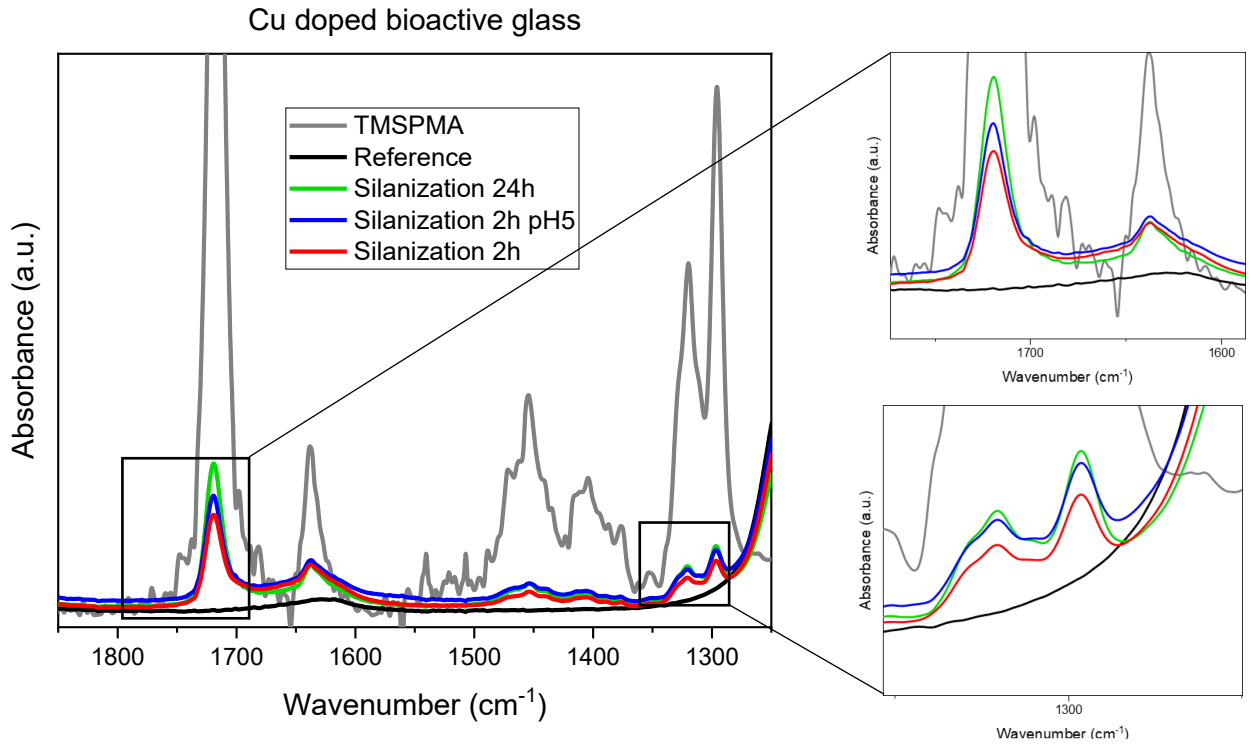 Cu doped bioactive glass
TMSPMA
Reference
Silanization 24h
Silanization 2h pH5
Silanization 2h
Absorbance (a.u.)
1800 1700 1600 1500 1400 1300
Wavenumber (cm⁻¹)
Absorbance (a.u.)
1700 1600
Wavenumber (cm⁻¹)
Absorbance (a.u.)
1300
Wavenumber (cm⁻¹)